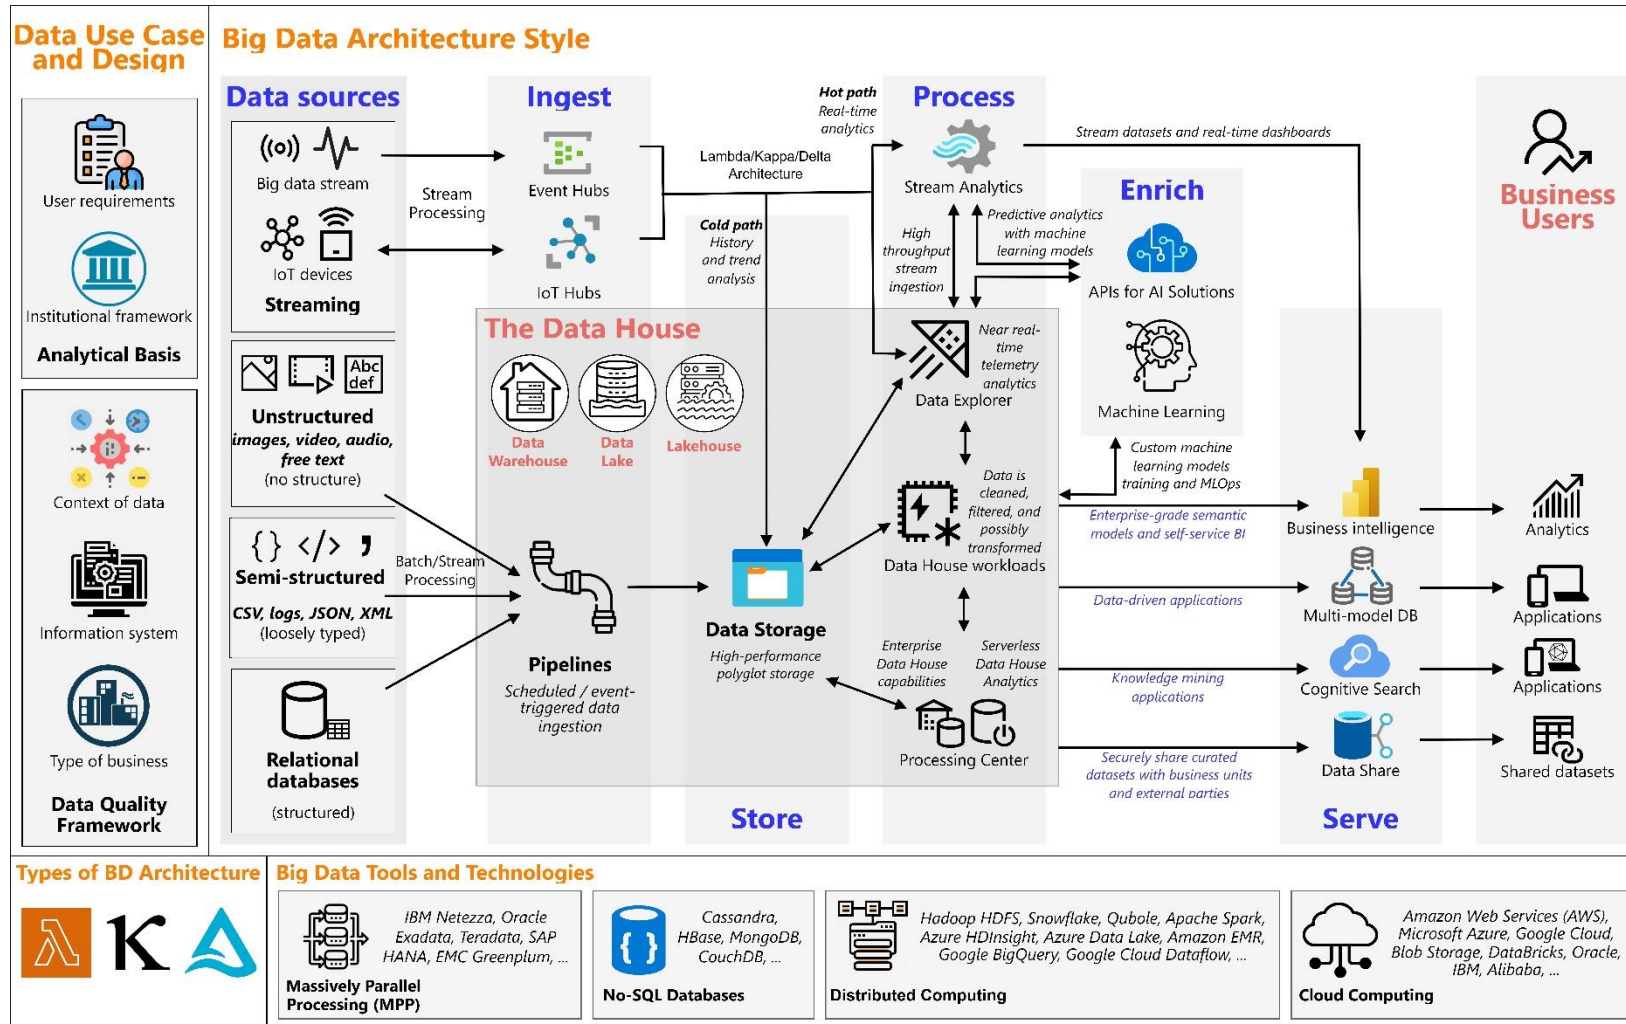 Data Use Case
and Design
User requirements
Institutional framework
Analytical Basis
Context of data
Information system
Type of business
Data Quality
Framework
Big Data Architecture Style
Data sources
Big data stream
IoT devices
Streaming
Abc
def
Unstructured
images, video, audio,
free text
(no structure)
{ } </> ,
Semi-structured
CSV, logs, JSON, XML
(loosely typed)
Relational
databases
(structured)
Stream
Processing
Batch/Stream
Processing
Ingest
Event Hubs
IoT Hubs
Lambda/Kappa/Delta
Architecture
Hot path
Real-time
analytics
Cold path
History
and trend
analysis
The Data House
Data
Warehouse
Data
Lake
Lakehouse
Pipelines
Scheduled / event-
triggered data
ingestion
Data Storage
High-performance
polyglot storage
Store
Process
Stream Analytics
High
throughput
stream
ingestion
Predictive analytics
with machine
learning models
Near real-
time
telemetry
analytics
Data Explorer
Data is
cleaned,
filtered, and
possibly
transformed
Data House workloads
Enterprise
Data House
capabilities
Serverless
Data House
Analytics
Processing Center
Stream datasets and real-time dashboards
Enrich
APIs for AI Solutions
Machine Learning
Custom machine
learning models
training and MLOps
Enterprise-grade semantic
models and self-service BI
Data-driven applications
Knowledge mining
applications
Securely share curated
datasets with business units
and external parties
Business intelligence
Multi-model DB
Cognitive Search
Data Share
Serve
Business
Users
Analytics
Applications
Applications
Shared datasets
Types of BD Architecture
λ κ
Big Data Tools and Technologies
IBM Netezza, Oracle
Exadata, Teradata, SAP
HANA, EMC Greenplum, ...
Massively Parallel
Processing (MPP)
{ }
Cassandra,
HBase, MongoDB,
CouchDB, ...
No-SQL Databases
Hadoop HDFS, Snowflake, Qubole, Apache Spark,
Azure HDInsight, Azure Data Lake, Amazon EMR,
Google BigQuery, Google Cloud Dataflow, ...
Distributed Computing
Amazon Web Services (AWS),
Microsoft Azure, Google Cloud,
Blob Storage, DataBricks, Oracle,
IBM, Alibaba, ...
Cloud Computing